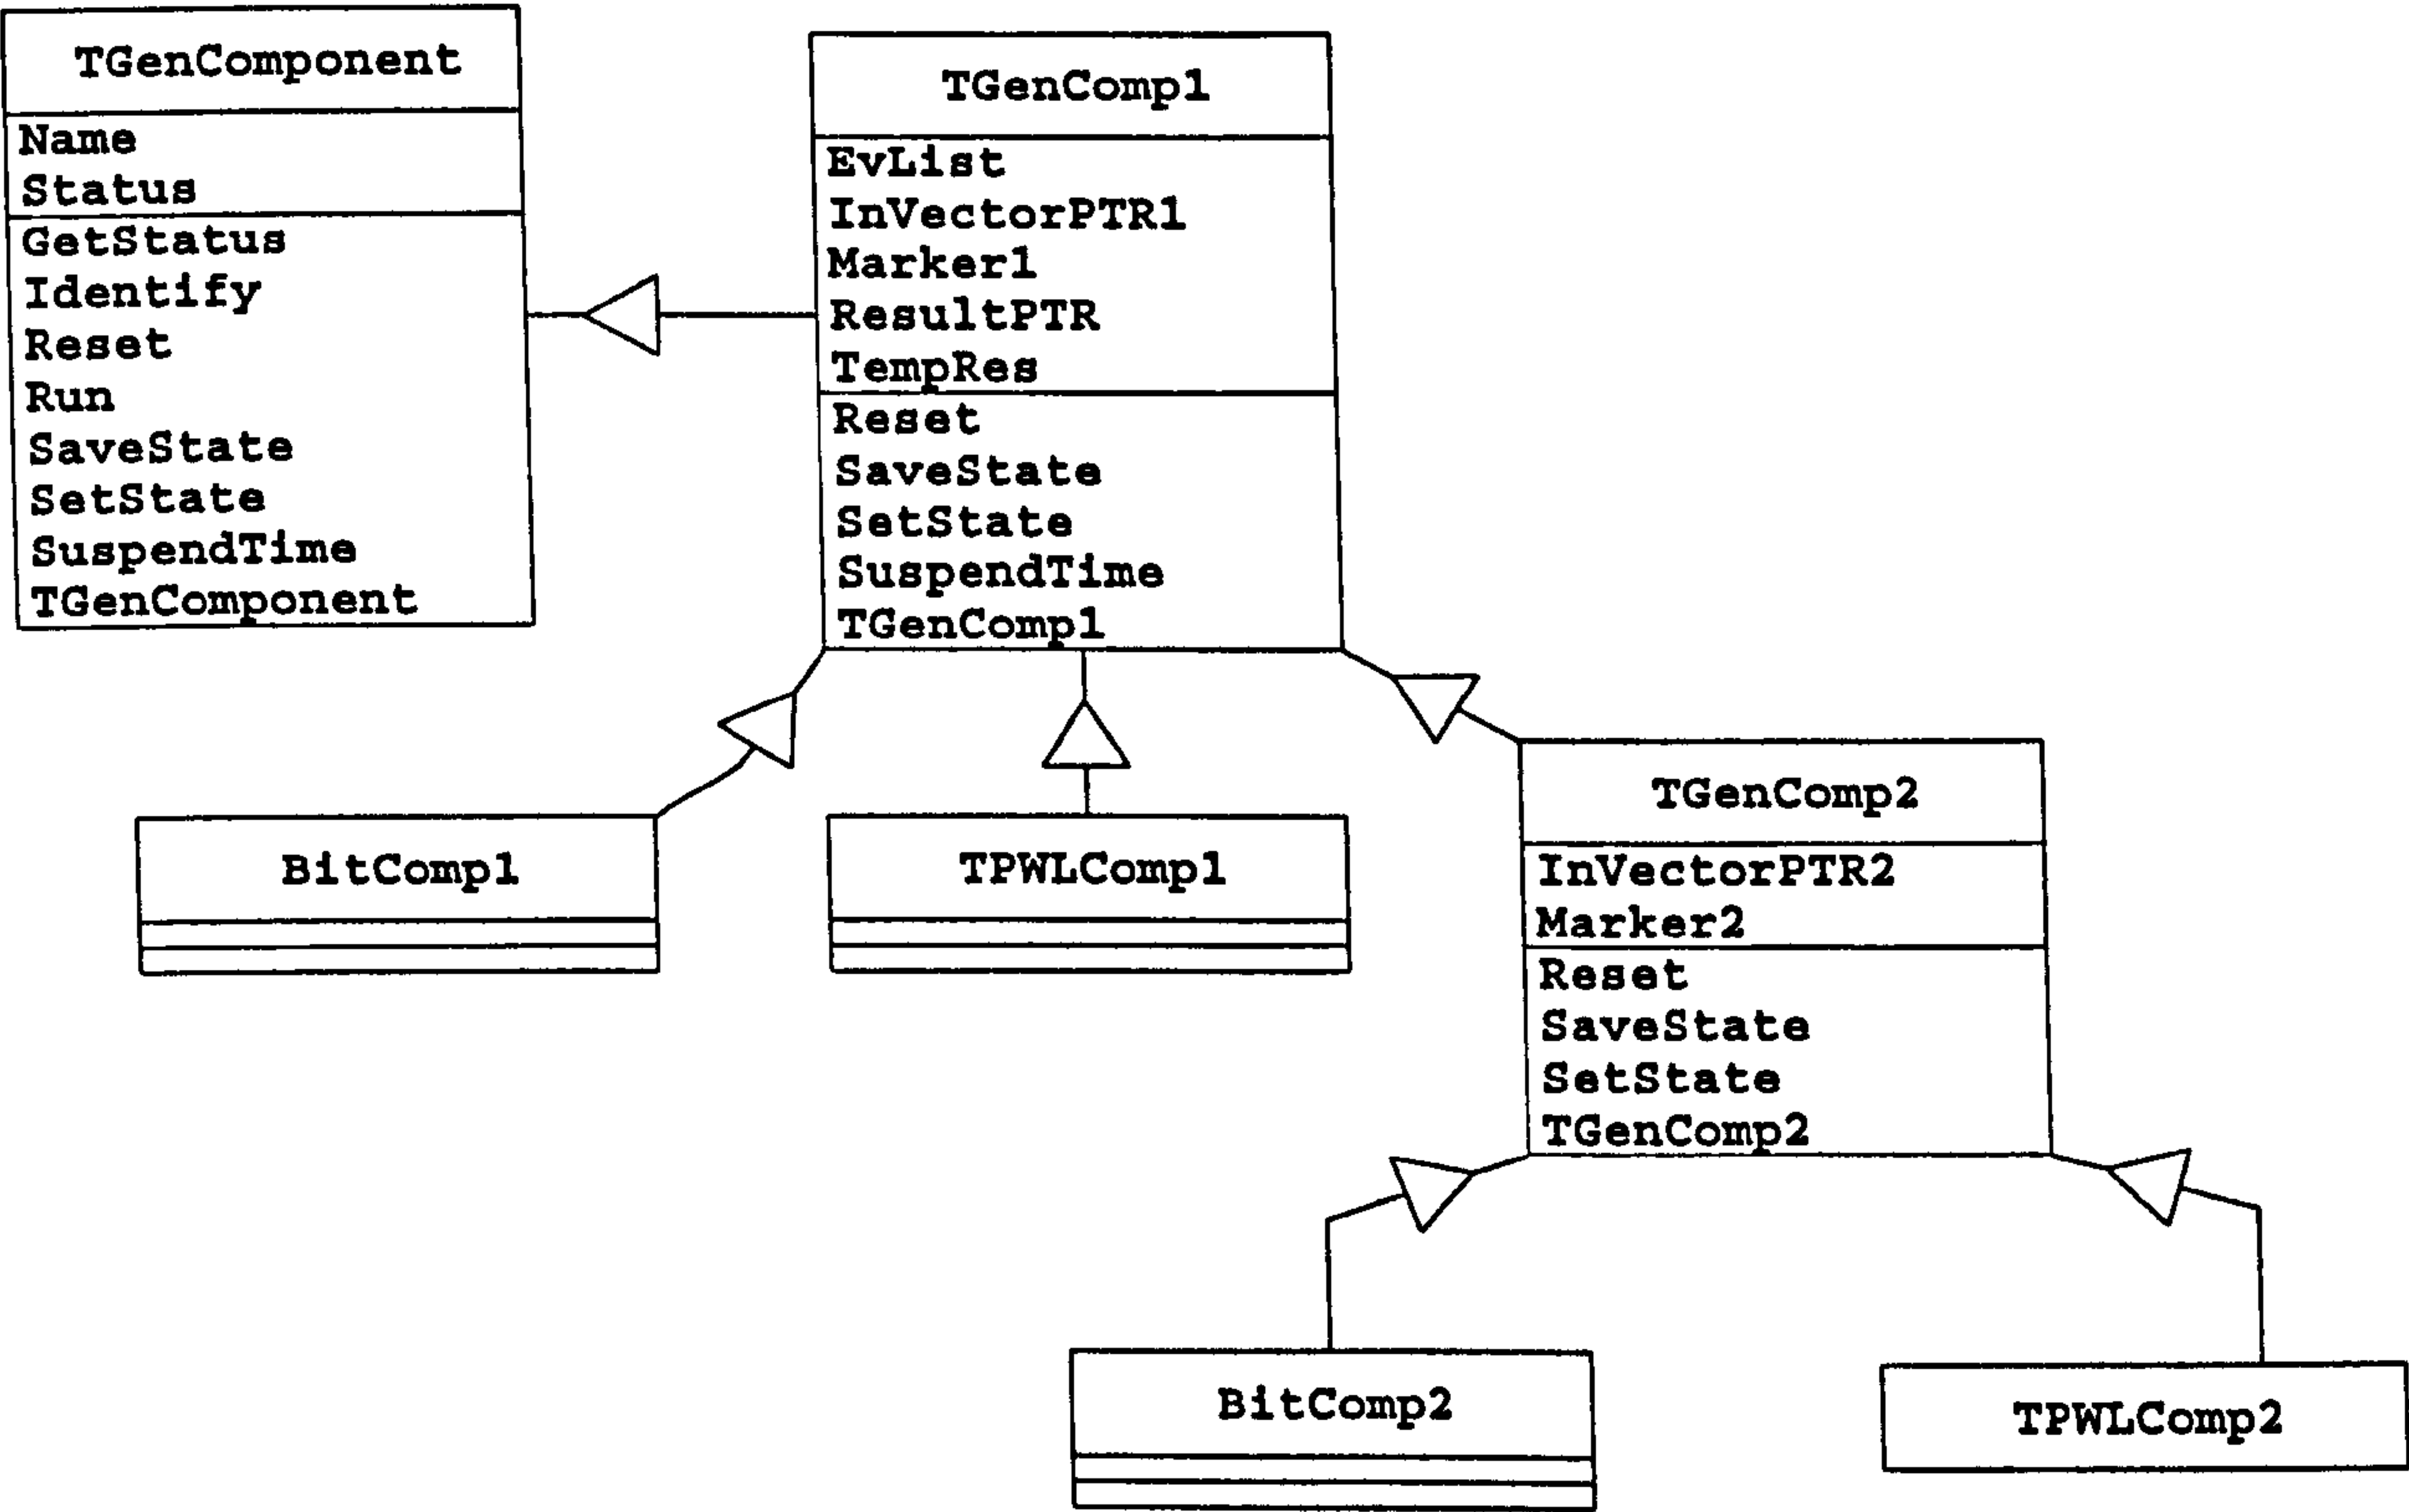 TGenComponent
Name
Status
GetStatus
Identify
Reset
Run
SaveState
SetState
SuspendTime
TGenComponent
TGenComp1
EvList
InVectorPTR1
Marker1
ResultPTR
TempRes
Reset
SaveState
SetState
SuspendTime
TGenComp1
BitComp1
TPWLComp1
TGenComp2
InVectorPTR2
Marker2
Reset
SaveState
SetState
TGenComp2
BitComp2
TPWLComp2